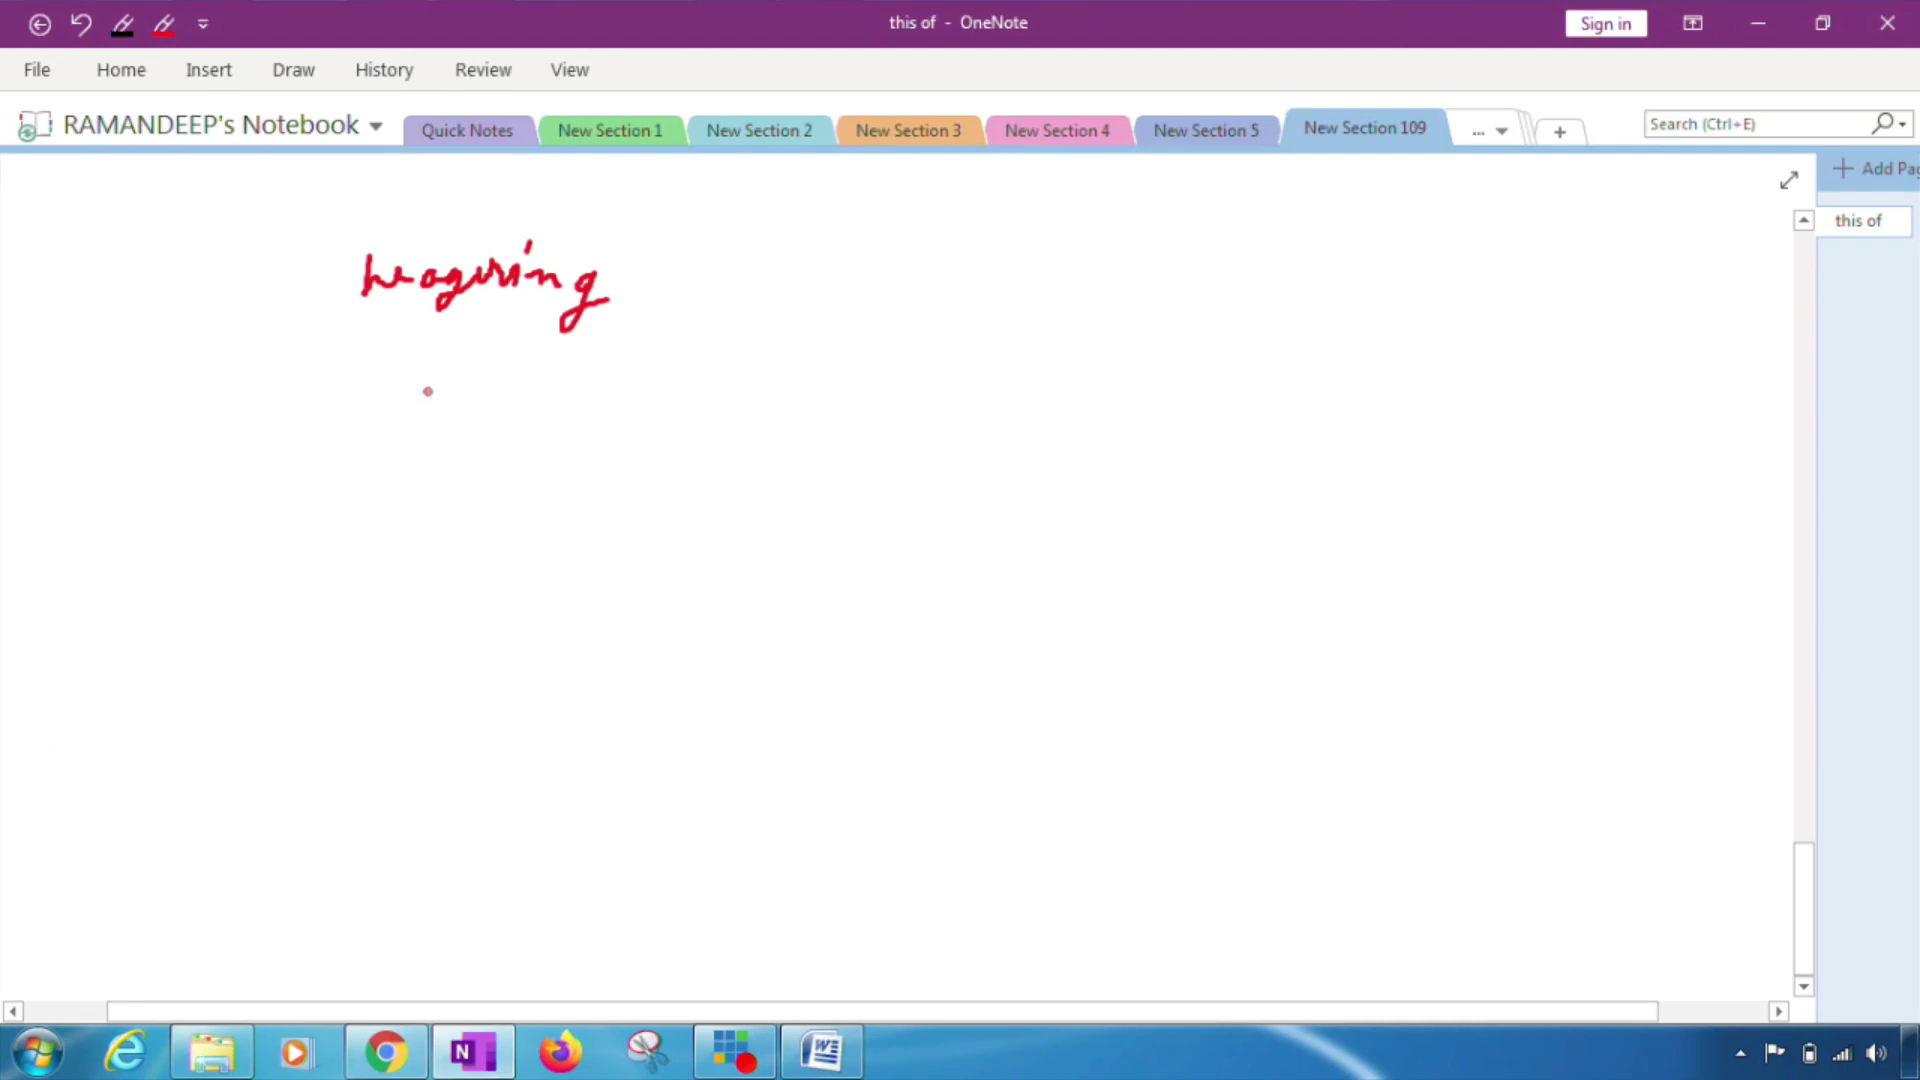 this of - OneNote
Sign in
File Home Insert Draw History Review View
RAMANDEEP's Notebook Quick Notes New Section 1 New Section 2 New Section 3 New Section 4 New Section 5 New Section 109 ... + Search (Ctrl+E)
+ Add Pag
this of